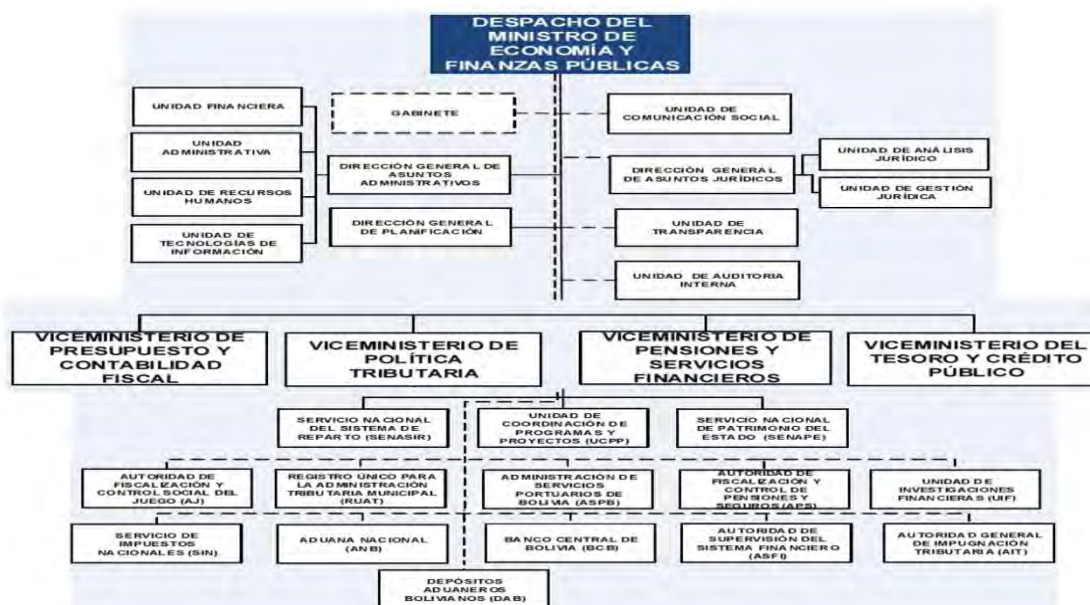 DESPACHO DEL
MINISTRO DE
ECONOMÍA Y
FINANZAS PÚBLICAS
UNIDAD FINANCIERA
GABINETE
UNIDAD DE
COMUNICACIÓN SOCIAL
UNIDAD
ADMINISTRATIVA
DIRECCIÓN GENERAL DE
ASUNTOS
ADMINISTRATIVOS
DIRECCIÓN GENERAL
DE ASUNTOS JURÍDICOS
UNIDAD DE ANÁLISIS
JURÍDICO
UNIDAD DE GESTIÓN
JURÍDICA
UNIDAD DE RECURSOS
HUMANOS
DIRECCIÓN GENERAL
DE PLANIFICACIÓN
UNIDAD DE
TRANSPARENCIA
UNIDAD DE
TECNOLOGÍAS DE
INFORMACIÓN
UNIDAD DE AUDITORIA
INTERNA
VICEMINISTERIO DE
PRESUPUESTO Y
CONTABILIDAD
FISCAL
VICEMINISTERIO DE
POLÍTICA
TRIBUTARIA
VICEMINISTERIO DE
PENSIONES Y
SERVICIOS
FINANCIEROS
VICEMINISTERIO DEL
TESORO Y CRÉDITO
PÚBLICO
SERVICIO NACIONAL
DEL SISTEMA DE
REPARTO (SENASIR)
UNIDAD DE
COORDINACIÓN DE
PROGRAMAS Y
PROYECTOS (UCPP)
SERVICIO NACIONAL
DE PATRIMONIO DEL
ESTADO (SENAPE)
AUTORIDAD DE
FISCALIZACIÓN Y
CONTROL SOCIAL DEL
JUEGO (AJ)
REGISTRO ÚNICO PARA
LA ADMINISTRACIÓN
TRIBUTARIA MUNICIPAL
(RUAT)
ADMINISTRACIÓN DE
SERVICIOS
PORTUARIOS DE
BOLIVIA (ASPB)
AUTORIDAD DE
FISCALIZACIÓN Y
CONTROL DE
PENSIONES Y
SEGUROS (APS)
UNIDAD DE
INVESTIGACIONES
FINANCIERAS (UIF)
SERVICIO DE
IMPUESTOS
NACIONALES (SIN)
ADUANA NACIONAL
(ANB)
BANCO CENTRAL DE
BOLIVIA (BCB)
AUTORIDAD DE
SUPERVISIÓN DEL
SISTEMA FINANCIERO
(ASFI)
AUTORIDAD GENERAL
DE IMPUGNACIÓN
TRIBUTARIA (AIT)
DEPÓSITOS
ADUANEROS
BOLIVIANOS (DAB)